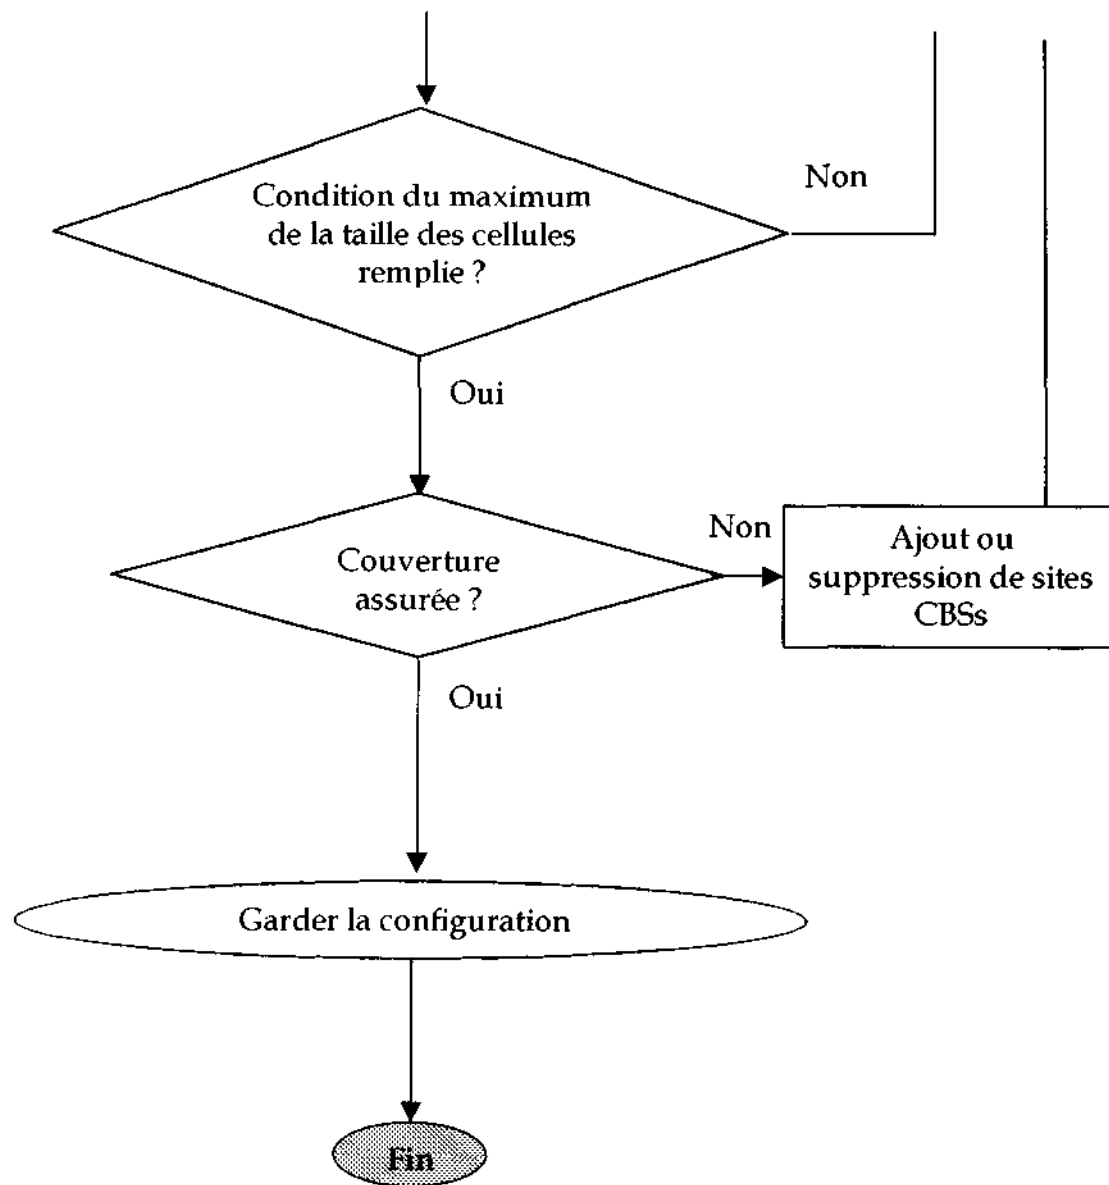 Non
Condition du maximum
de la taille des cellules
remplie ?
Oui
Non
Couverture
assurée ?
Ajout ou
suppression de sites
CBSs
Oui
Garder la configuration
Fin